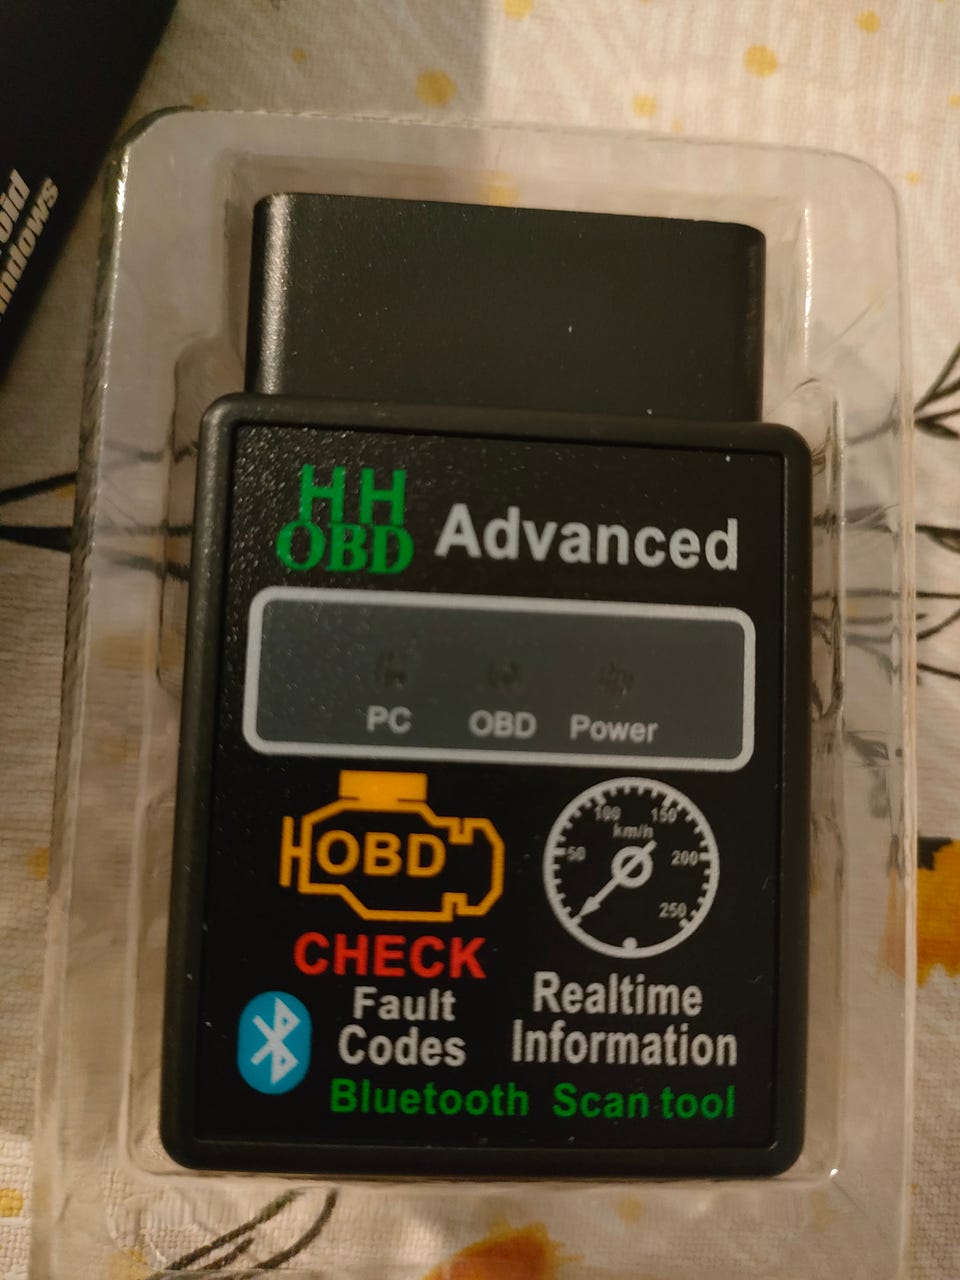 HH
OBD
Advanced
PC OBD Power
OBD
50 100 150 200 250
km/h
CHECK
Fault
Codes
Realtime
Information
Bluetooth Scan tool